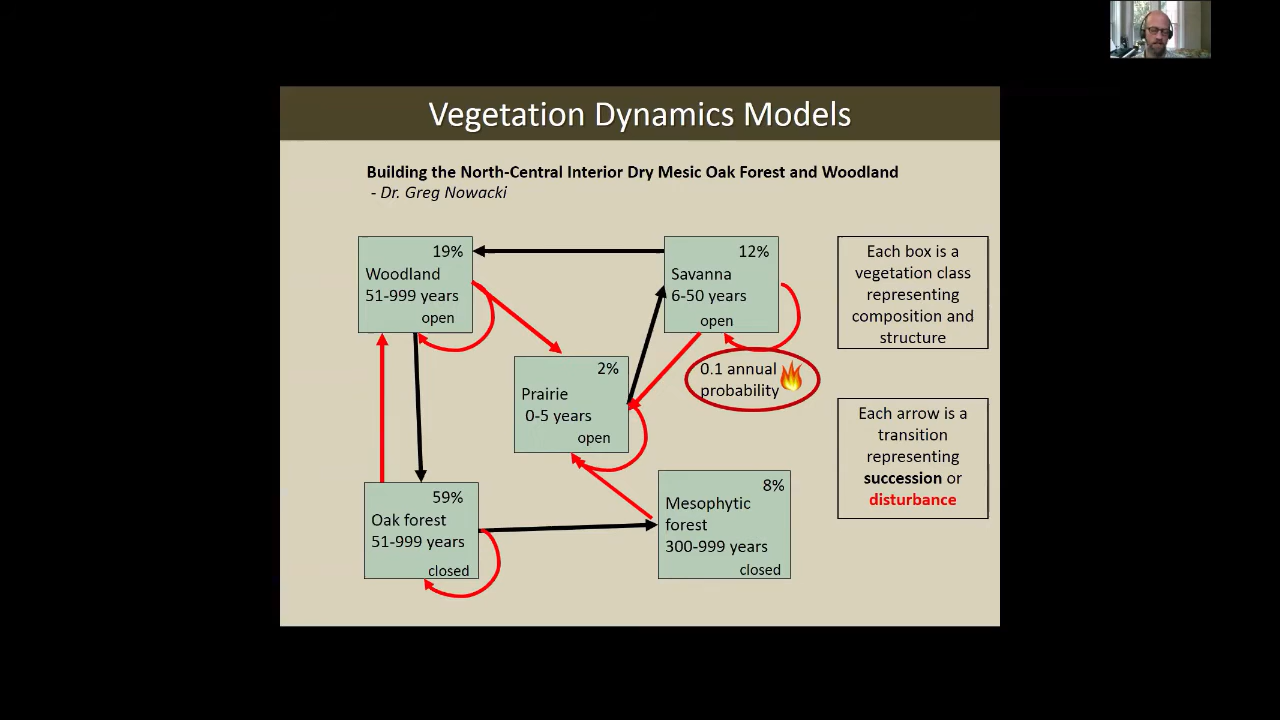 Vegetation Dynamics Models
Building the North-Central Interior Dry Mesic Oak Forest and Woodland
- Dr. Greg Nowacki
19%
Woodland
51-999 years
open
12%
Savanna
6-50 years
open
Each box is a
vegetation class
representing
composition and
structure
2%
Prairie
0-5 years
open
0.1 annual
probability
Each arrow is a
transition
representing
succession or
disturbance
59%
Oak forest
51-999 years
closed
8%
Mesophytic
forest
300-999 years
closed